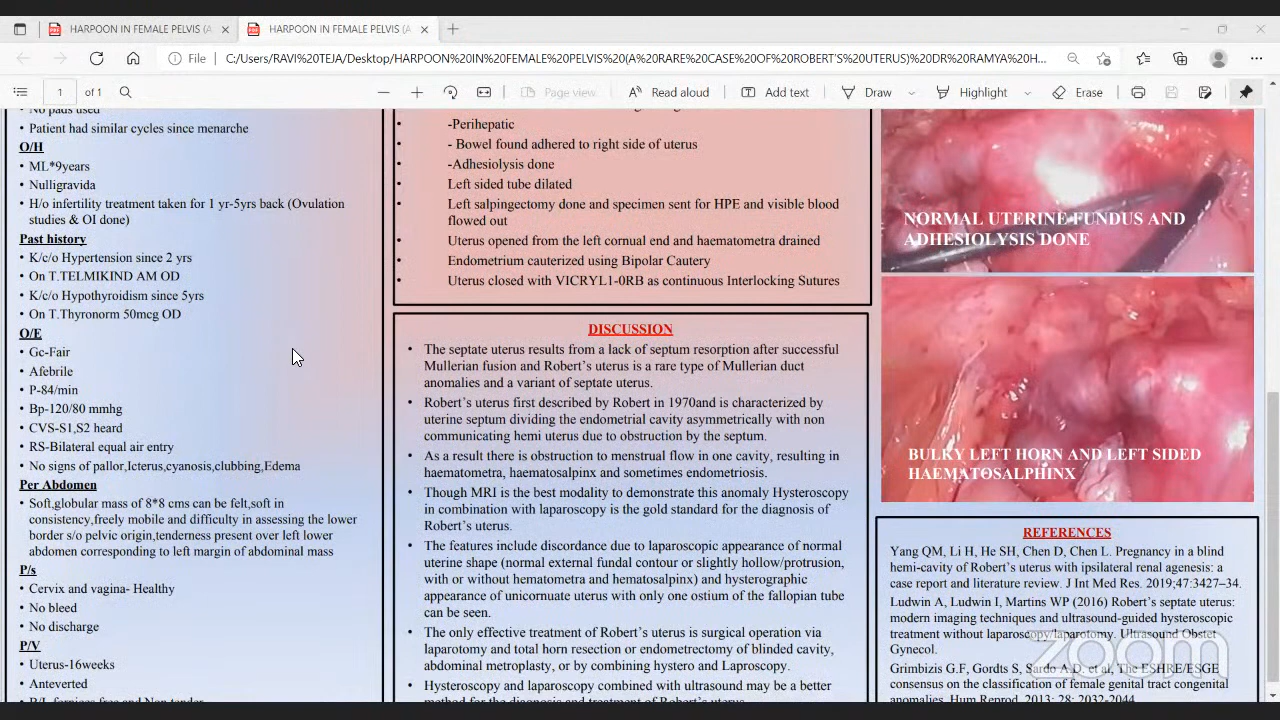 HARPOON IN FEMALE PELVIS (A
HARPOON IN FEMALE PELVIS (A
File
C:/Users/RAVI%20TEJA/Desktop/HARPOON%20IN%20FEMALE%20PELVIS%20(A%20RARE%20CASE%20OF%20ROBERT'S%20UTERUS)%20DR%20RAMYA%20H...
1 of 1
Page view
Read aloud
Add text
Draw
Highlight
Erase
• No pads used
• Patient had similar cycles since menarche
O/H
• ML*9years
• Nulligravida
• H/o infertility treatment taken for 1 yr-5yrs back (Ovulation
studies & OI done)
Past history
• K/c/o Hypertension since 2 yrs
• On T.TELMIKIND AM OD
• K/c/o Hypothyroidism since 5yrs
• On T.Thyronorm 50mcg OD
O/E
• Gc-Fair
• Afebrile
• P-84/min
• Bp-120/80 mmhg
• CVS-S1,S2 heard
• RS-Bilateral equal air entry
• No signs of pallor,Icterus,cyanosis,clubbing,Edema
Per Abdomen
• Soft,globular mass of 8*8 cms can be felt,soft in
consistency,freely mobile and difficulty in assessing the lower
border s/o pelvic origin,tenderness present over left lower
abdomen corresponding to left margin of abdominal mass
P/s
• Cervix and vagina- Healthy
• No bleed
• No discharge
P/V
• Uterus-16weeks
• Anteverted
• -Perihepatic
• - Bowel found adhered to right side of uterus
• -Adhesiolysis done
• Left sided tube dilated
• Left salpingectomy done and specimen sent for HPE and visible blood
flowed out
• Uterus opened from the left cornual end and haematometra drained
• Endometrium cauterized using Bipolar Cautery
• Uterus closed with VICRYL1-0RB as continuous Interlocking Sutures
DISCUSSION
• The septate uterus results from a lack of septum resorption after successful
Mullerian fusion and Robert's uterus is a rare type of Mullerian duct
anomalies and a variant of septate uterus.
• Robert's uterus first described by Robert in 1970and is characterized by
uterine septum dividing the endometrial cavity asymmetrically with non
communicating hemi uterus due to obstruction by the septum.
• As a result there is obstruction to menstrual flow in one cavity, resulting in
haematometra, haematosalpinx and sometimes endometriosis.
• Though MRI is the best modality to demonstrate this anomaly Hysteroscopy
in combination with laparoscopy is the gold standard for the diagnosis of
Robert's uterus.
• The features include discordance due to laparoscopic appearance of normal
uterine shape (normal external fundal contour or slightly hollow/protrusion,
with or without hematometra and hematosalpinx) and hysterographic
appearance of unicornuate uterus with only one ostium of the fallopian tube
can be seen.
• The only effective treatment of Robert's uterus is surgical operation via
laparotomy and total horn resection or endometrectomy of blinded cavity,
abdominal metroplasty, or by combining hystero and Laproscopy.
• Hysteroscopy and laparoscopy combined with ultrasound may be a better
method for the diagnosis and treatment of Robert's uterus
NORMAL UTERINE FUNDUS AND
ADHESIOLYSIS DONE
BULKY LEFT HORN AND LEFT SIDED
HAEMATOSALPHINX
REFERENCES
Yang QM, Li H, He SH, Chen D, Chen L. Pregnancy in a blind
hemi-cavity of Robert's uterus with ipsilateral renal agenesis: a
case report and literature review. J Int Med Res. 2019;47:3427–34.
Ludwin A, Ludwin I, Martins WP (2016) Robert's septate uterus:
modern imaging techniques and ultrasound-guided hysteroscopic
treatment without laparoscopy/laparotomy. Ultrasound Obstet
Gynecol.
Grimbizis G.F, Gordts S, Sardo A.D. et al, The ESHRE/ESGE
consensus on the classification of female genital tract congenital
anomalies. Hum Reprod. 2013; 28: 2032-2044
zoom